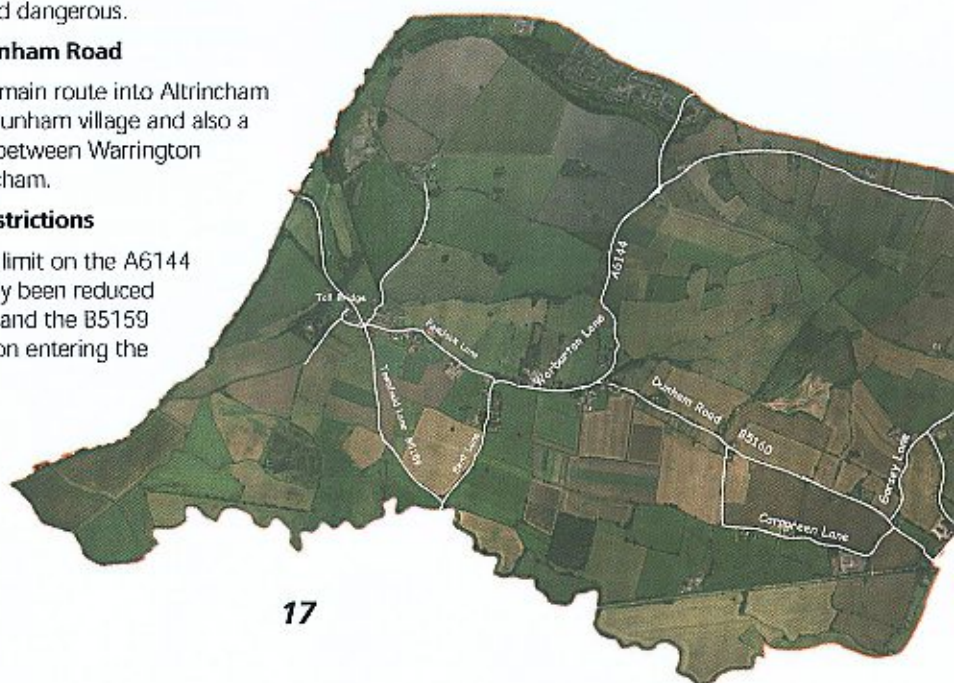 d dangerous.
nham Road
main route into Altrincham
unham village and also a
between Warrington
cham.
strictions
limit on the A6144
y been reduced
and the B5159
on entering the
Toll Bridge
Paddock Lane
Warburton Lane
A6144
Dunham Road
B5160
Townfield Lane B5159
Bent Lane
Gorsey Lane
Carrgreen Lane
17